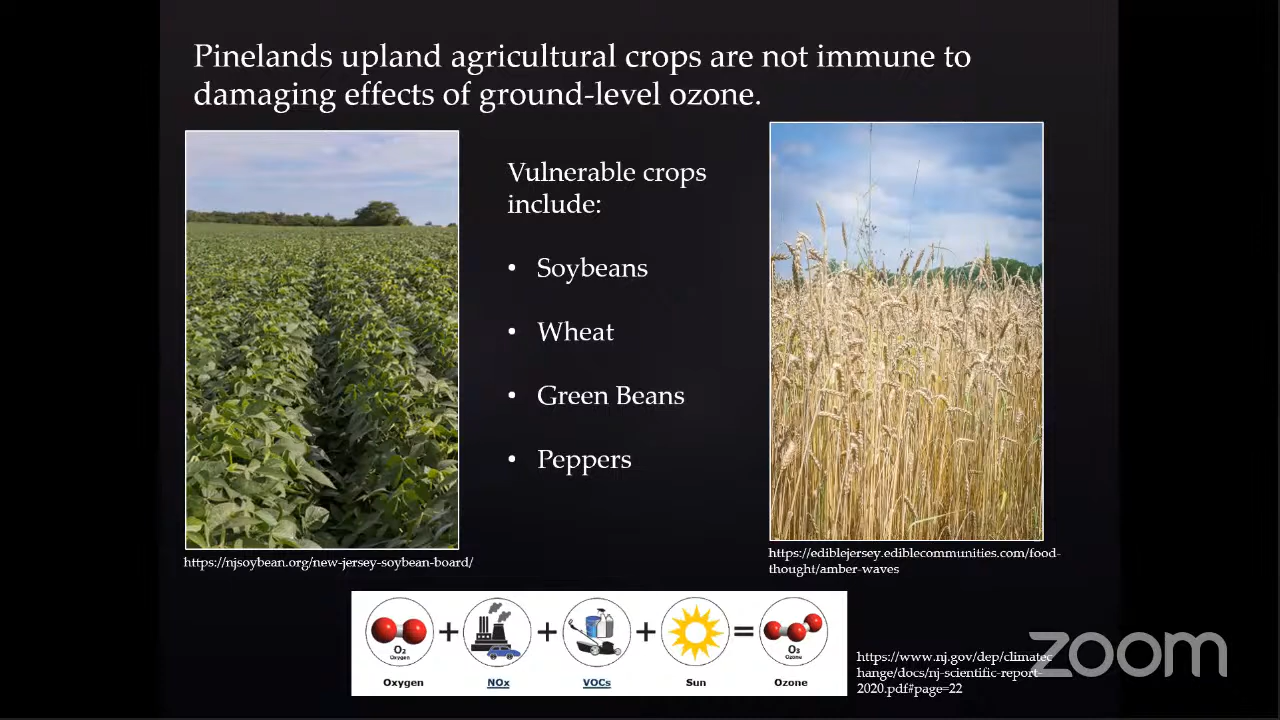 Pinelands upland agricultural crops are not immune to
damaging effects of ground-level ozone.
Vulnerable crops
include:
• Soybeans
• Wheat
• Green Beans
• Peppers
https://njsoybean.org/new-jersey-soybean-board/
https://ediblejersey.ediblecommunities.com/food-
thought/amber-waves
O₂
Oxygen
O₃
Ozone
+ + + =
Oxygen NOx VOCs Sun Ozone
https://www.nj.gov/dep/climatec
hange/docs/nj-scientific-report-
2020.pdf#page=22
zoom